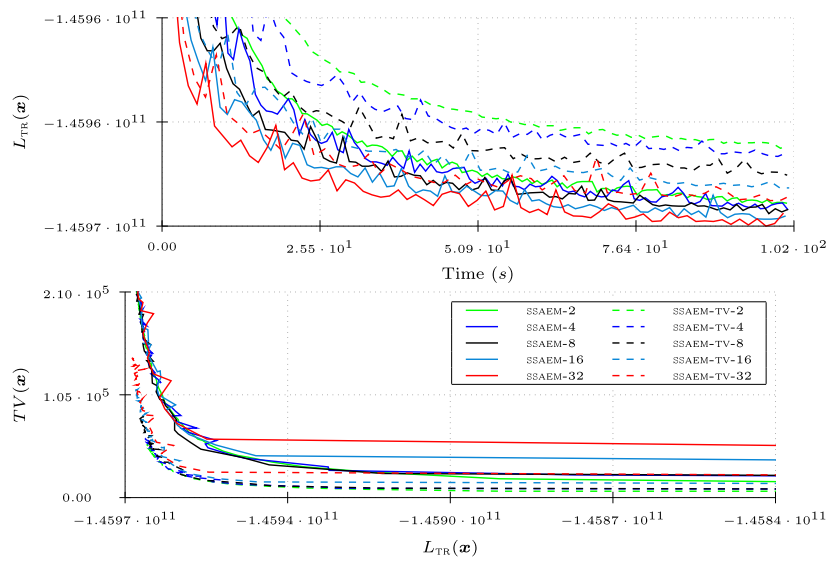 −1.4596 · 10^11
−1.4596 · 10^11
−1.4597 · 10^11
L_TR(x)
0.00 2.55 · 10^1 5.09 · 10^1 7.64 · 10^1 1.02 · 10^2
Time (s)
2.10 · 10^5
1.05 · 10^5
0.00
TV(x)
SSAEM-2 SSAEM-TV-2
SSAEM-4 SSAEM-TV-4
SSAEM-8 SSAEM-TV-8
SSAEM-16 SSAEM-TV-16
SSAEM-32 SSAEM-TV-32
−1.4597 · 10^11 −1.4594 · 10^11 −1.4590 · 10^11 −1.4587 · 10^11 −1.4584 · 10^11
L_TR(x)